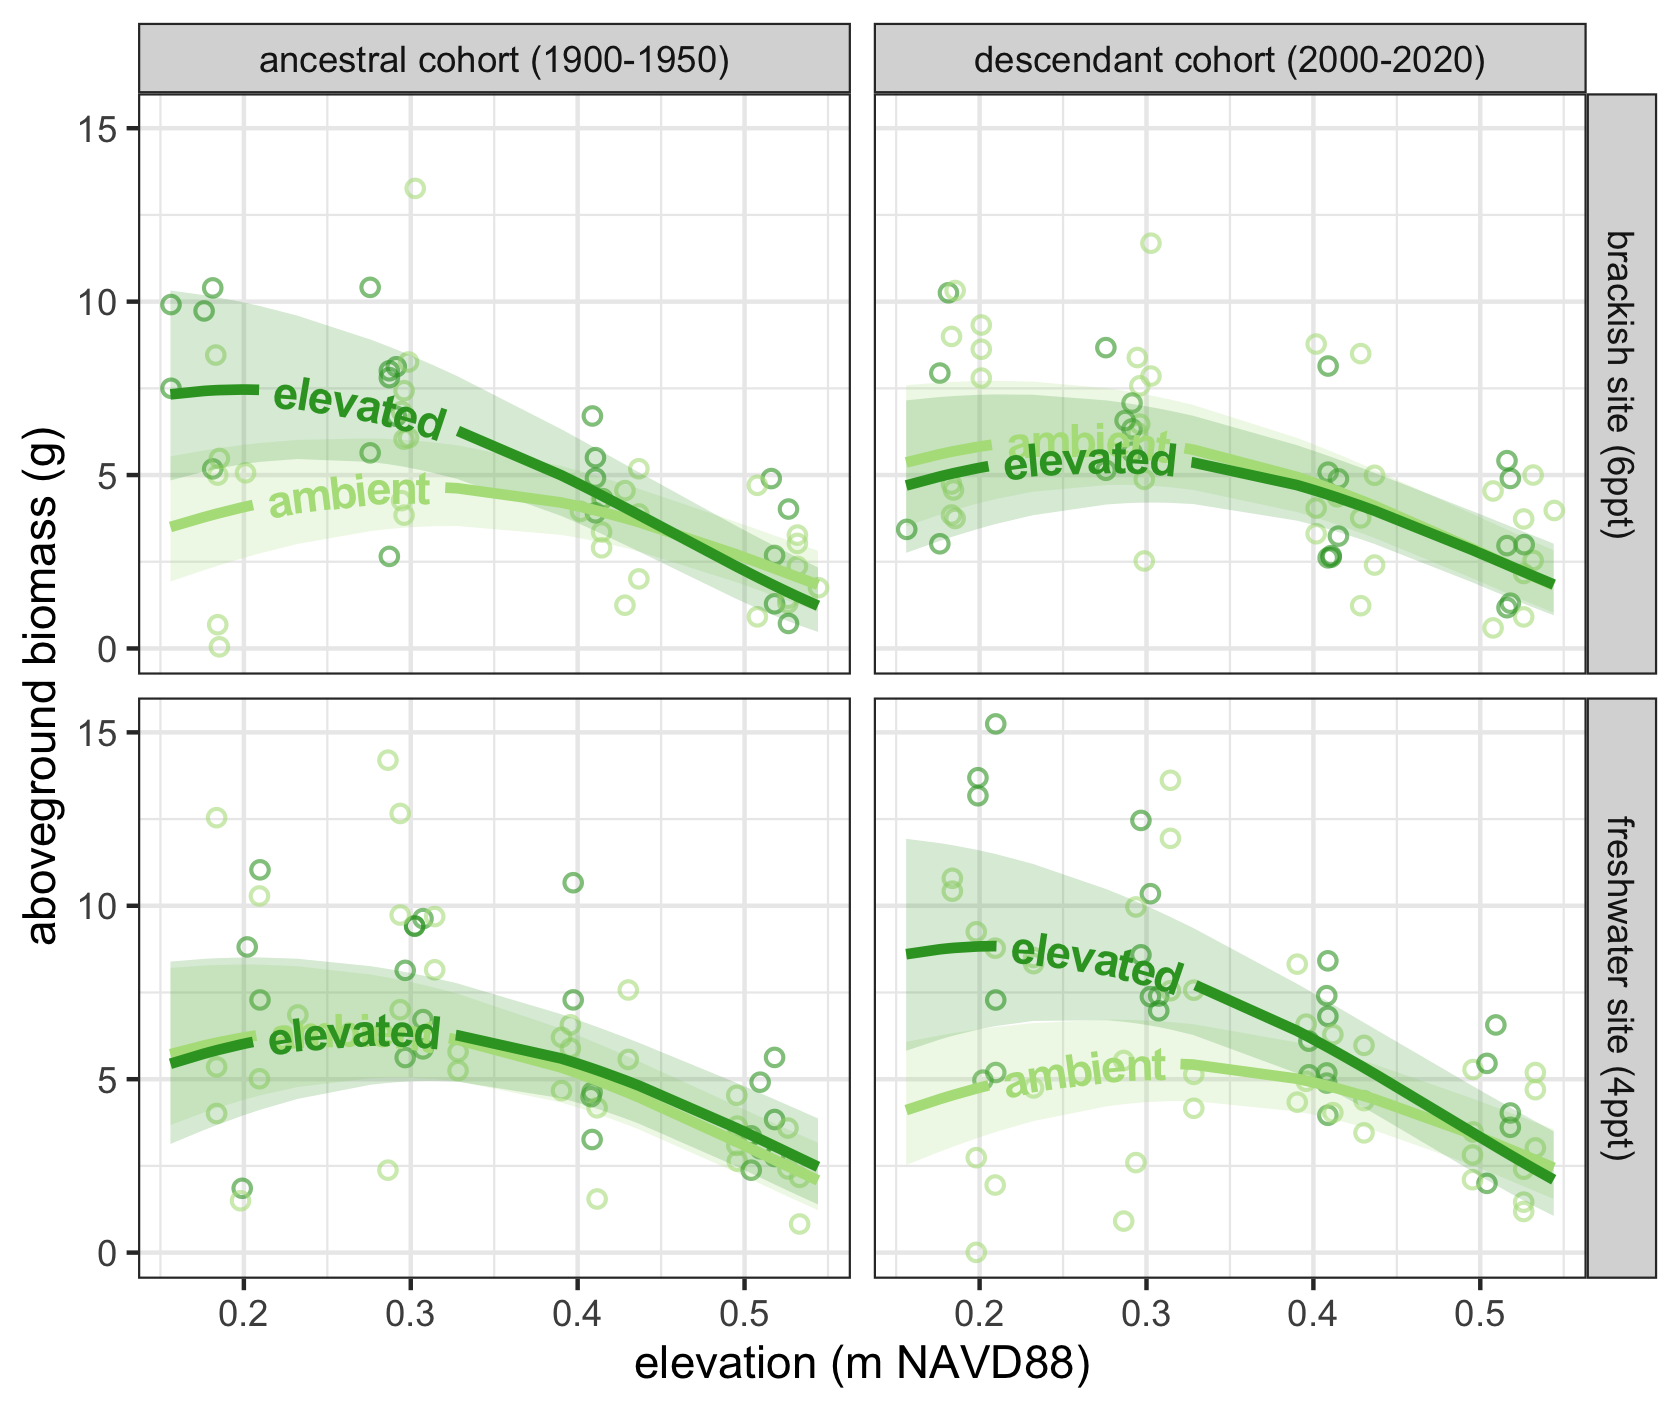 ancestral cohort (1900-1950)
descendant cohort (2000-2020)
15
10
5
0
elevated
ambient
ambient
elevated
brackish site (6ppt)
aboveground biomass (g)
15
10
5
0
elevated
elevated
ambient
freshwater site (4ppt)
0.2
0.3
0.4
0.5
0.2
0.3
0.4
0.5
elevation (m NAVD88)